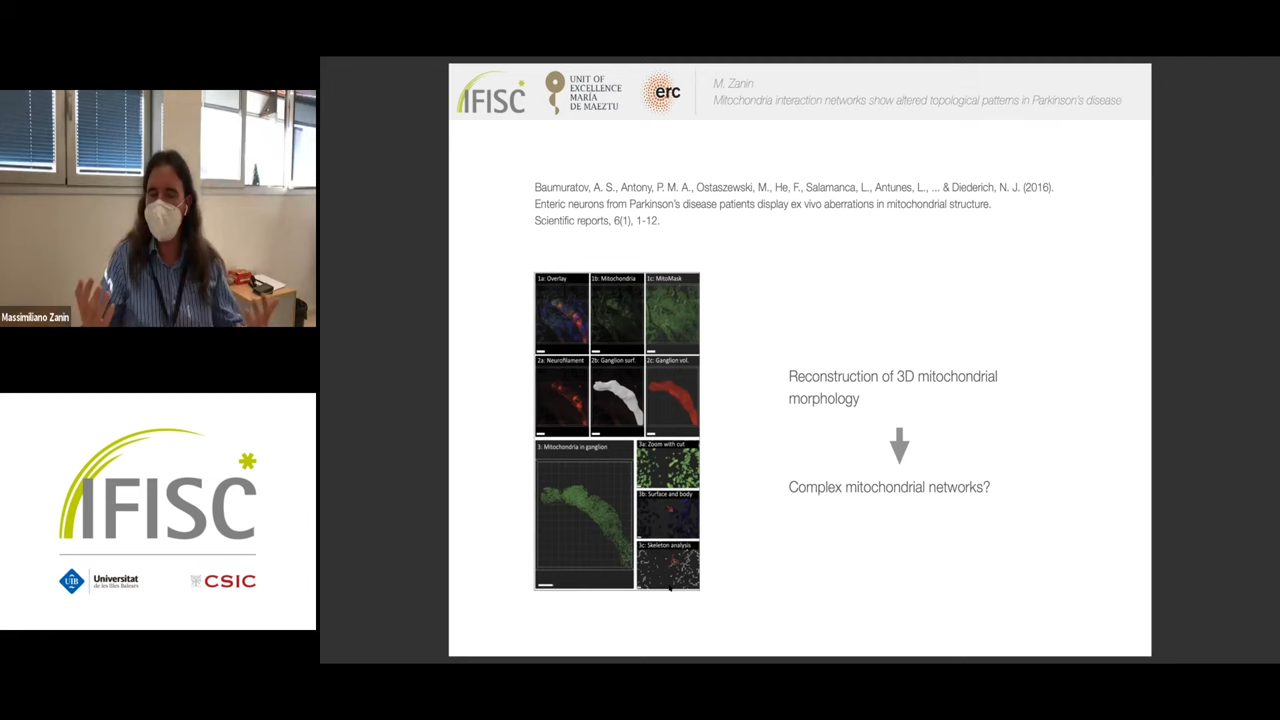 IFISC
UNIT OF
EXCELLENCE
MARÍA
DE MAEZTU
erc
M. Zanin
Mitochondria interaction networks show altered topological patterns in Parkinson's disease
Baumuratov, A. S., Antony, P. M. A., Ostaszewski, M., He, F., Salamanca, L., Antunes, L., ... & Diederich, N. J. (2016).
Enteric neurons from Parkinson's disease patients display ex vivo aberrations in mitochondrial structure.
Scientific reports, 6(1), 1-12.
1a: Overlay
1b: Mitochondria
1c: MitoMask
2a: Neurofilament
2b: Ganglion surf.
2c: Ganglion vol.
3: Mitochondria in ganglion
3a: Zoom with cut
3b: Surface and body
3c: Skeleton analysis
Reconstruction of 3D mitochondrial
morphology
Complex mitochondrial networks?
Massimiliano Zanin
IFISC
UIB
Universitat
de les Illes Balears
CSIC